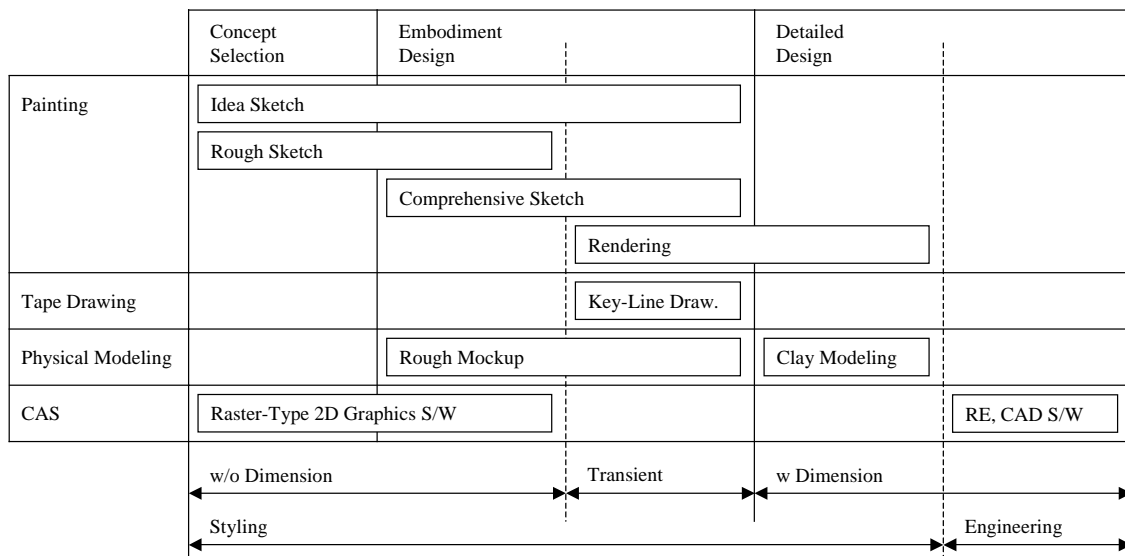 Concept
Selection
Embodiment
Design
Detailed
Design
Painting
Idea Sketch
Rough Sketch
Comprehensive Sketch
Rendering
Tape Drawing
Key-Line Draw.
Physical Modeling
Rough Mockup
Clay Modeling
CAS
Raster-Type 2D Graphics S/W
RE, CAD S/W
w/o Dimension
Transient
w Dimension
Styling
Engineering